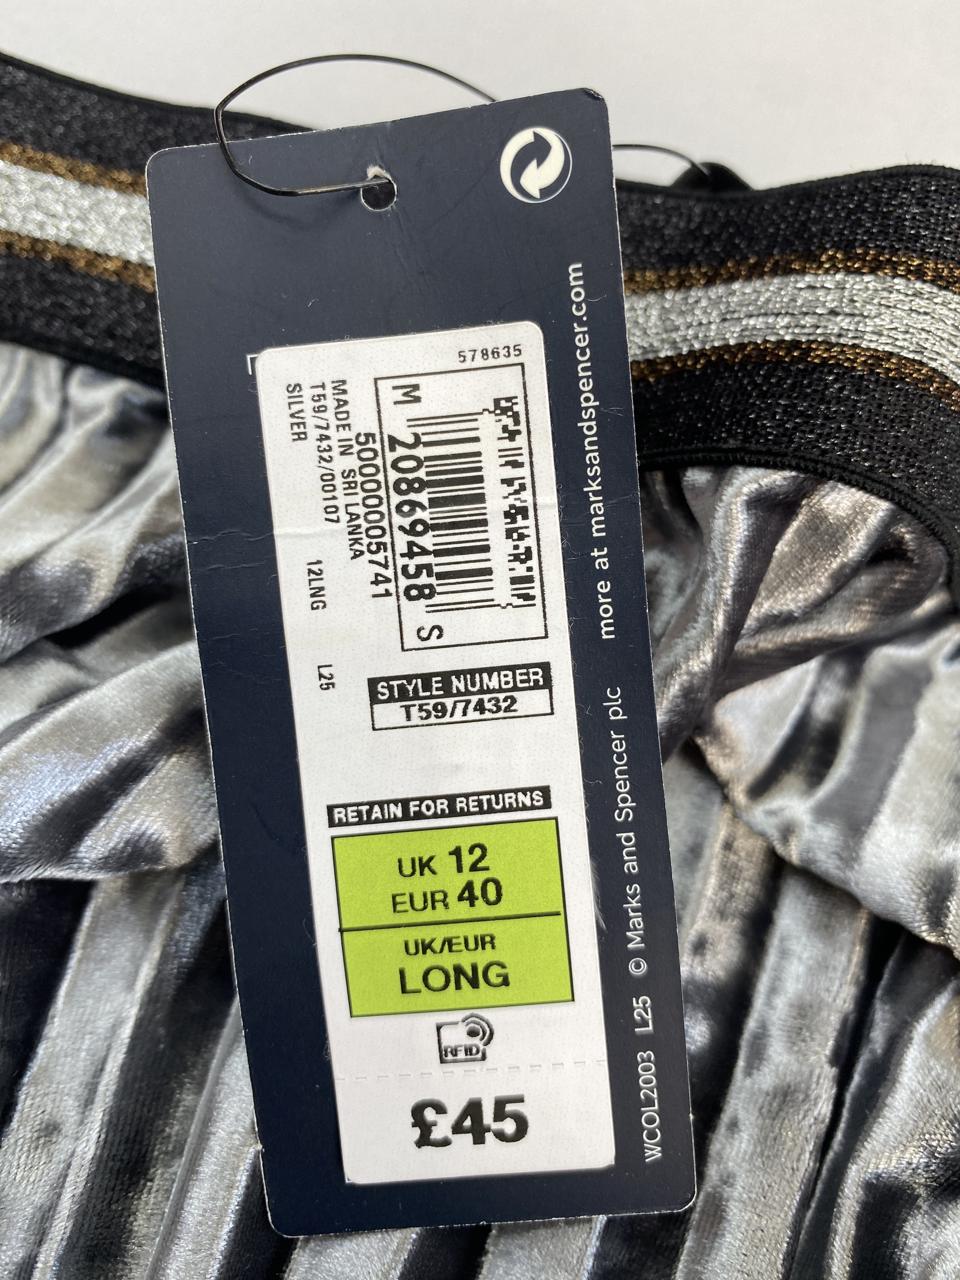 578635
M 20869458 S
5000000005741
MADE IN SRI LANKA
T59/7432/00107 12LNG L25
SILVER
STYLE NUMBER
T59/7432
RETAIN FOR RETURNS
UK 12
EUR 40
UK/EUR
LONG
RFID
£45
WCOL2003 L25 © Marks and Spencer plc more at marksandspencer.com